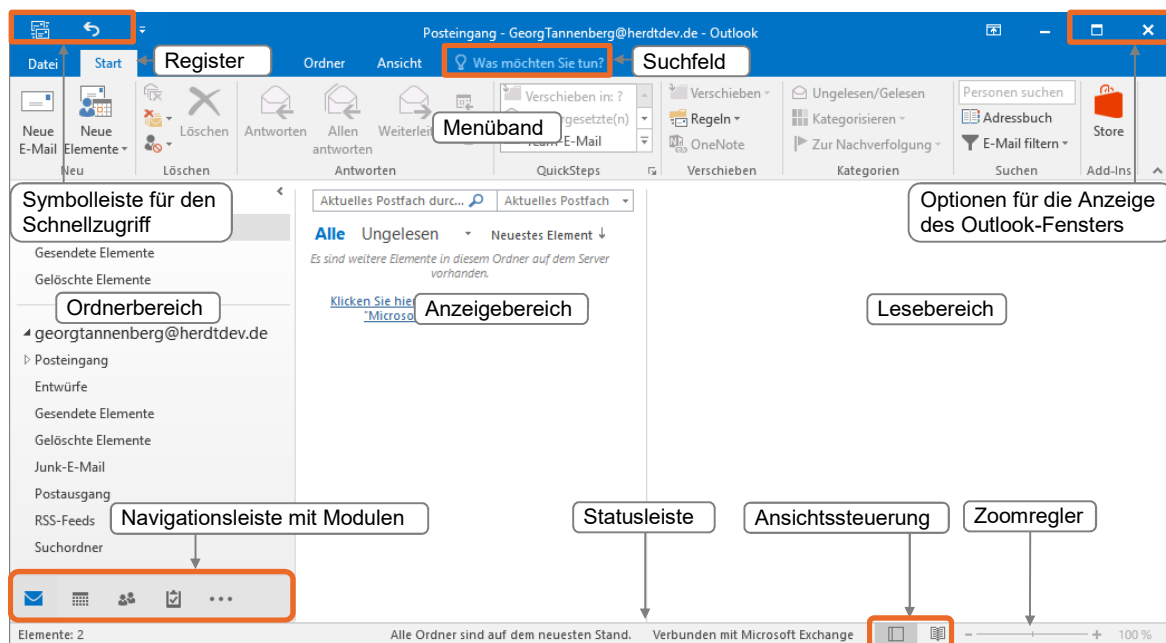 Posteingang - GeorgTannenberg@herdtdev.de - Outlook
Datei Start Register Ordner Ansicht Was möchten Sie tun? Suchfeld
Neue E-Mail
Neue Elemente
Löschen
Antworten
Allen antworten
Menüband
Verschieben in: ?
E-Mail
Verschieben
Regeln
OneNote
Ungelesen/Gelesen
Kategorisieren
Zur Nachverfolgung
Personen suchen
Adressbuch
E-Mail filtern
Store
Neu Löschen Antworten QuickSteps Verschieben Kategorien Suchen Add-Ins
Symbolleiste für den
Schnellzugriff
Optionen für die Anzeige
des Outlook-Fensters
Aktuelles Postfach durc... Aktuelles Postfach
Alle Ungelesen Neuestes Element
Es sind weitere Elemente in diesem Ordner auf dem Server
vorhanden.
Klicken Sie hier
Gesendete Elemente
Gelöschte Elemente
Ordnerbereich
Anzeigebereich
Lesebereich
georgtannenberg@herdtdev.de
Posteingang
Entwürfe
Gesendete Elemente
Gelöschte Elemente
Junk-E-Mail
Postausgang
RSS-Feeds
Suchordner
Navigationsleiste mit Modulen
Statusleiste
Ansichtssteuerung
Zoomregler
Elemente: 2 Alle Ordner sind auf dem neuesten Stand. Verbunden mit Microsoft Exchange 100 %